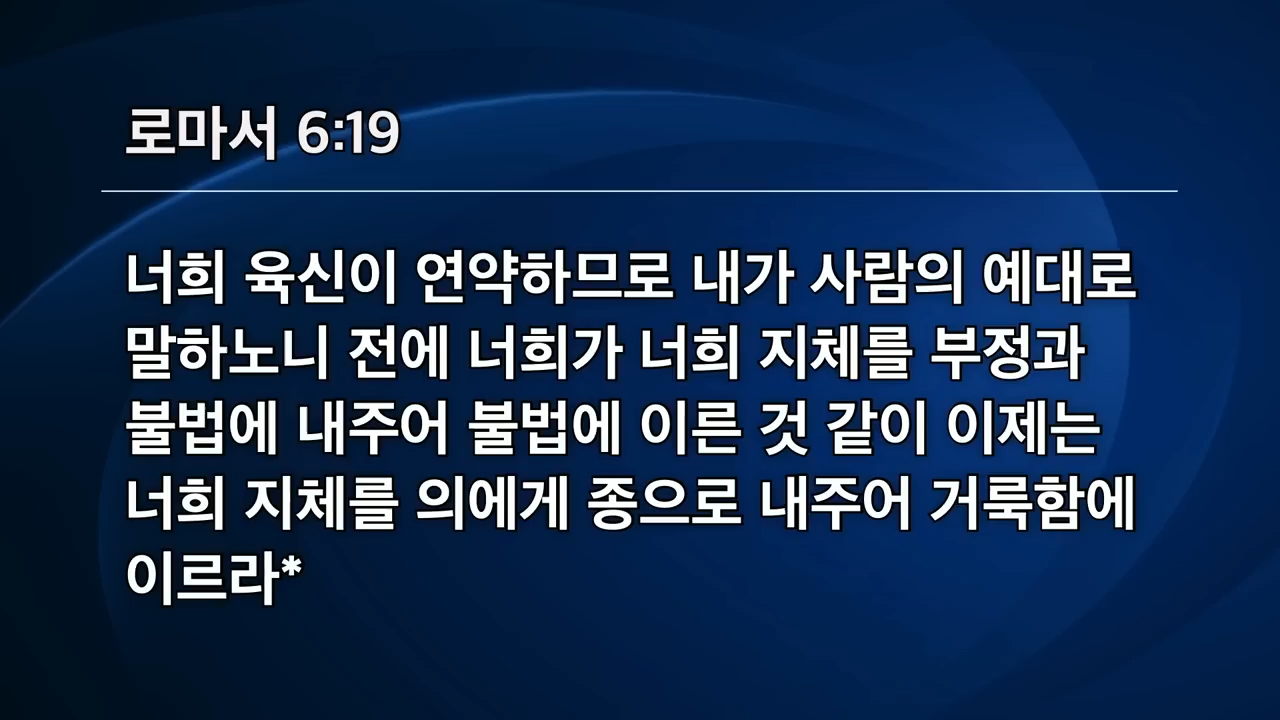 로마서 6:19
너희 육신이 연약하므로 내가 사람의 예대로
말하노니 전에 너희가 너희 지체를 부정과
불법에 내주어 불법에 이른 것 같이 이제는
너희 지체를 의에게 종으로 내주어 거룩함에
이르라*